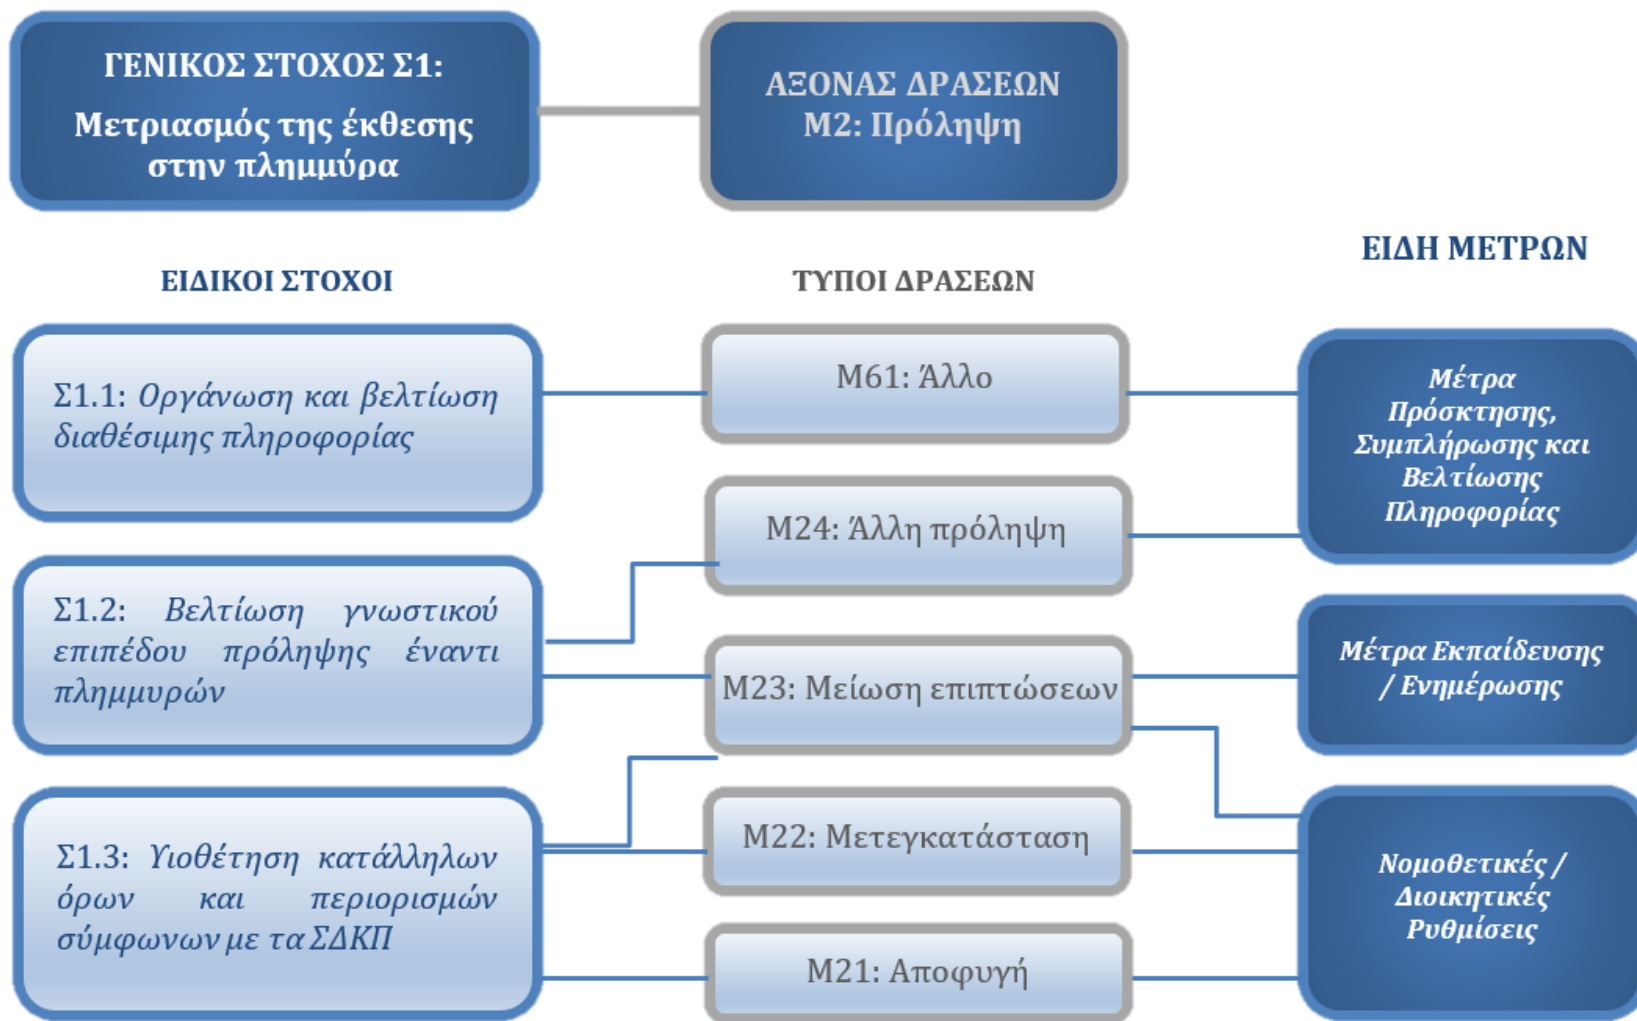 ΓΕΝΙΚΟΣ ΣΤΟΧΟΣ Σ1:
Μετριασμός της έκθεσης
στην πλημμύρα
ΑΞΟΝΑΣ ΔΡΑΣΕΩΝ
Μ2: Πρόληψη
ΕΙΔΙΚΟΙ ΣΤΟΧΟΙ
ΤΥΠΟΙ ΔΡΑΣΕΩΝ
ΕΙΔΗ ΜΕΤΡΩΝ
Σ1.1: Οργάνωση και βελτίωση
διαθέσιμης πληροφορίας
Σ1.2: Βελτίωση γνωστικού
επιπέδου πρόληψης έναντι
πλημμυρών
Σ1.3: Υιοθέτηση κατάλληλων
όρων και περιορισμών
σύμφωνων με τα ΣΔΚΠ
Μ61: Άλλο
Μ24: Άλλη πρόληψη
Μ23: Μείωση επιπτώσεων
Μ22: Μετεγκατάσταση
Μ21: Αποφυγή
Μέτρα
Πρόσκτησης,
Συμπλήρωσης και
Βελτίωσης
Πληροφορίας
Μέτρα Εκπαίδευσης
/ Ενημέρωσης
Νομοθετικές /
Διοικητικές
Ρυθμίσεις